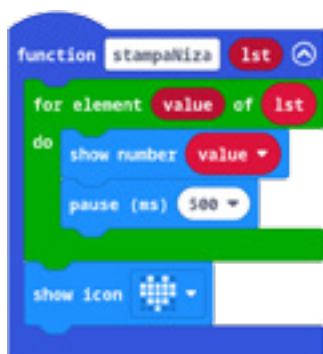 function stampaNiza lst
for element value of lst
do
show number value
pause (ms) 500
show icon